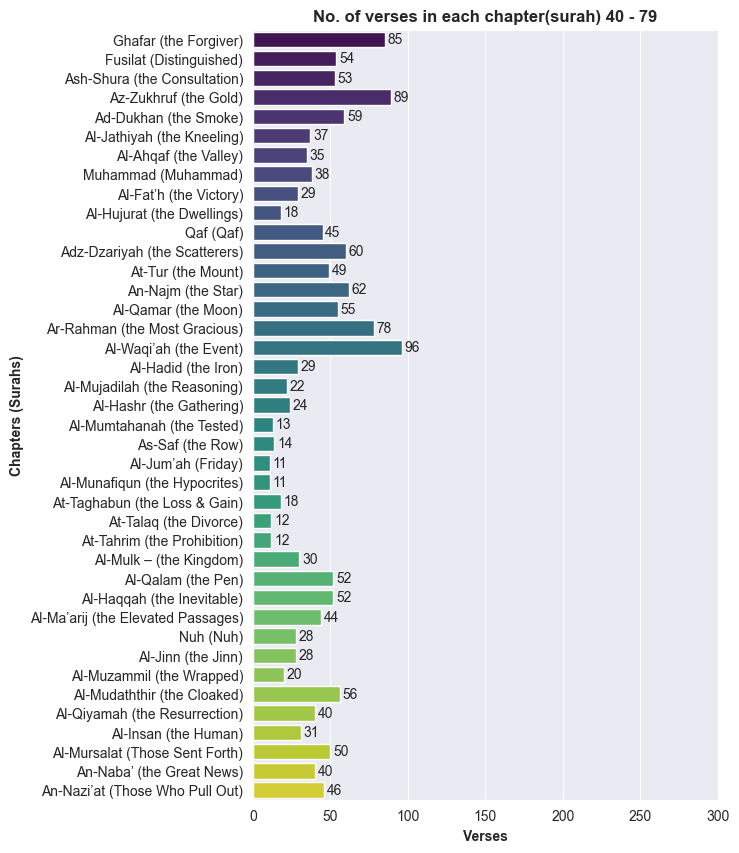 No. of verses in each chapter(surah) 40 - 79
Ghafar (the Forgiver) 85
Fusilat (Distinguished) 54
Ash-Shura (the Consultation) 53
Az-Zukhruf (the Gold) 89
Ad-Dukhan (the Smoke) 59
Al-Jathiyah (the Kneeling) 37
Al-Ahqaf (the Valley) 35
Muhammad (Muhammad) 38
Al-Fat’h (the Victory) 29
Al-Hujurat (the Dwellings) 18
Qaf (Qaf) 45
Adz-Dzariyah (the Scatterers) 60
At-Tur (the Mount) 49
An-Najm (the Star) 62
Al-Qamar (the Moon) 55
Ar-Rahman (the Most Gracious) 78
Al-Waqi’ah (the Event) 96
Al-Hadid (the Iron) 29
Al-Mujadilah (the Reasoning) 22
Al-Hashr (the Gathering) 24
Al-Mumtahanah (the Tested) 13
As-Saf (the Row) 14
Al-Jum’ah (Friday) 11
Al-Munafiqun (the Hypocrites) 11
At-Taghabun (the Loss & Gain) 18
At-Talaq (the Divorce) 12
At-Tahrim (the Prohibition) 12
Al-Mulk – (the Kingdom) 30
Al-Qalam (the Pen) 52
Al-Haqqah (the Inevitable) 52
Al-Ma’arij (the Elevated Passages) 44
Nuh (Nuh) 28
Al-Jinn (the Jinn) 28
Al-Muzammil (the Wrapped) 20
Al-Mudaththir (the Cloaked) 56
Al-Qiyamah (the Resurrection) 40
Al-Insan (the Human) 31
Al-Mursalat (Those Sent Forth) 50
An-Naba’ (the Great News) 40
An-Nazi’at (Those Who Pull Out) 46
Chapters (Surahs)
0 50 100 150 200 250 300
Verses